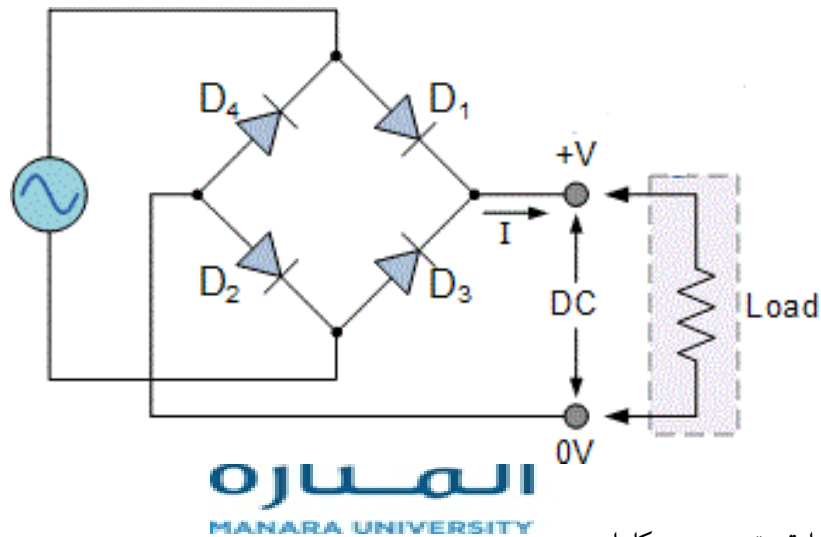 D₄ D₁
+V
I
D₂ D₃
DC
Load
0V
المنارة
MANARA UNIVERSITY